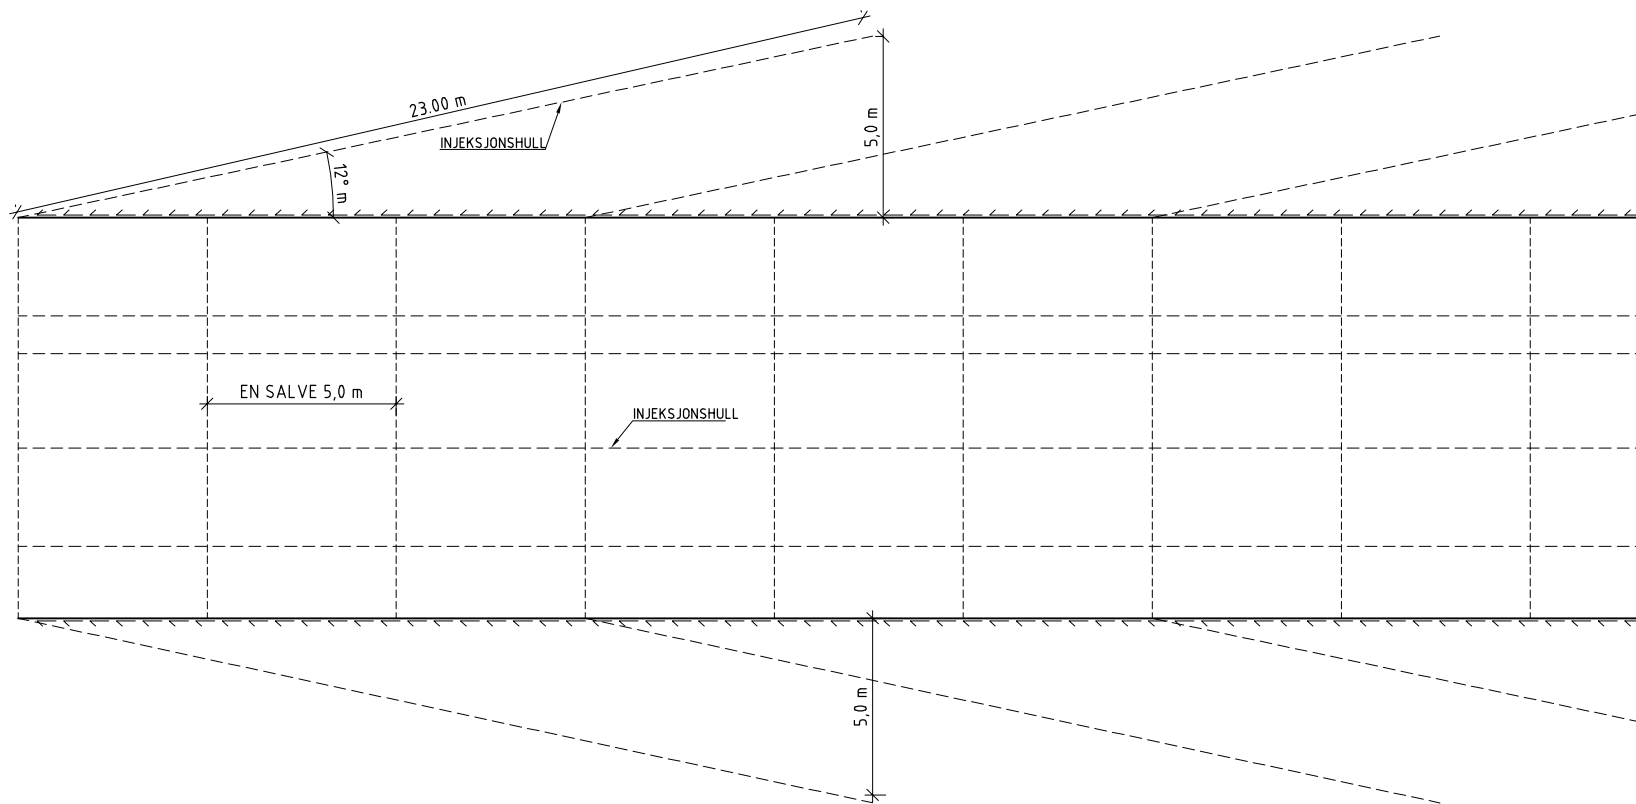 23.00 m
INJEKSJONSHULL
12° m
5,0 m
EN SALVE 5,0 m
INJEKSJONSHULL
5,0 m